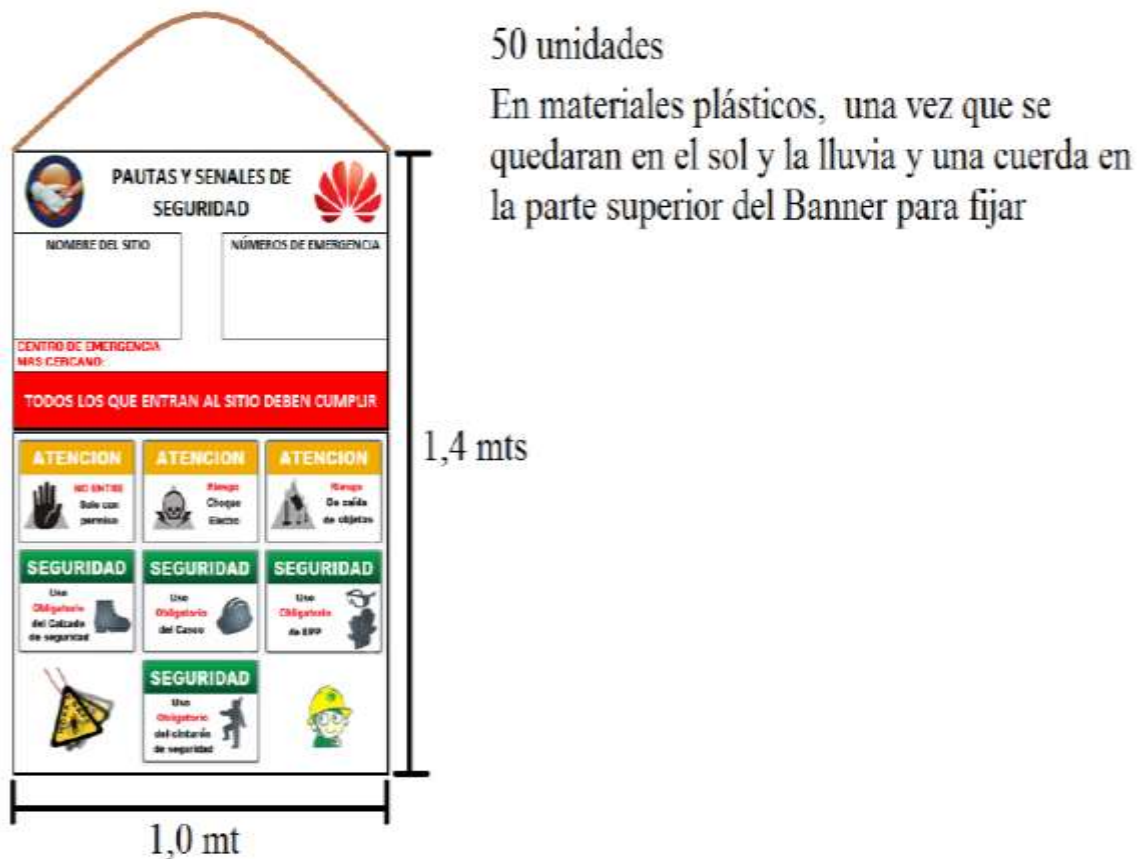 50 unidades
En materiales plásticos, una vez que se
quedaran en el sol y la lluvia y una cuerda en
la parte superior del Banner para fijar
PAUTAS Y SENALES DE
SEGURIDAD
NOMBRE DEL SITIO
NÚMEROS DE EMERGENCIA
CENTRO DE EMERGENCIA
MAS CERCANO:
TODOS LOS QUE ENTRAN AL SITIO DEBEN CUMPLIR
1,4 mts
ATENCION
NO ENTRE
Solo con
permiso
ATENCION
Riesgo
Choque
Electro
ATENCION
Riesgo
De caída
de objetos
SEGURIDAD
Uso
Obligatorio
del Calzado
de seguridad
SEGURIDAD
Uso
Obligatorio
del Casco
SEGURIDAD
Uso
Obligatorio
de EPP
SEGURIDAD
Uso
Obligatorio
del cinturón
de seguridad
1,0 mt